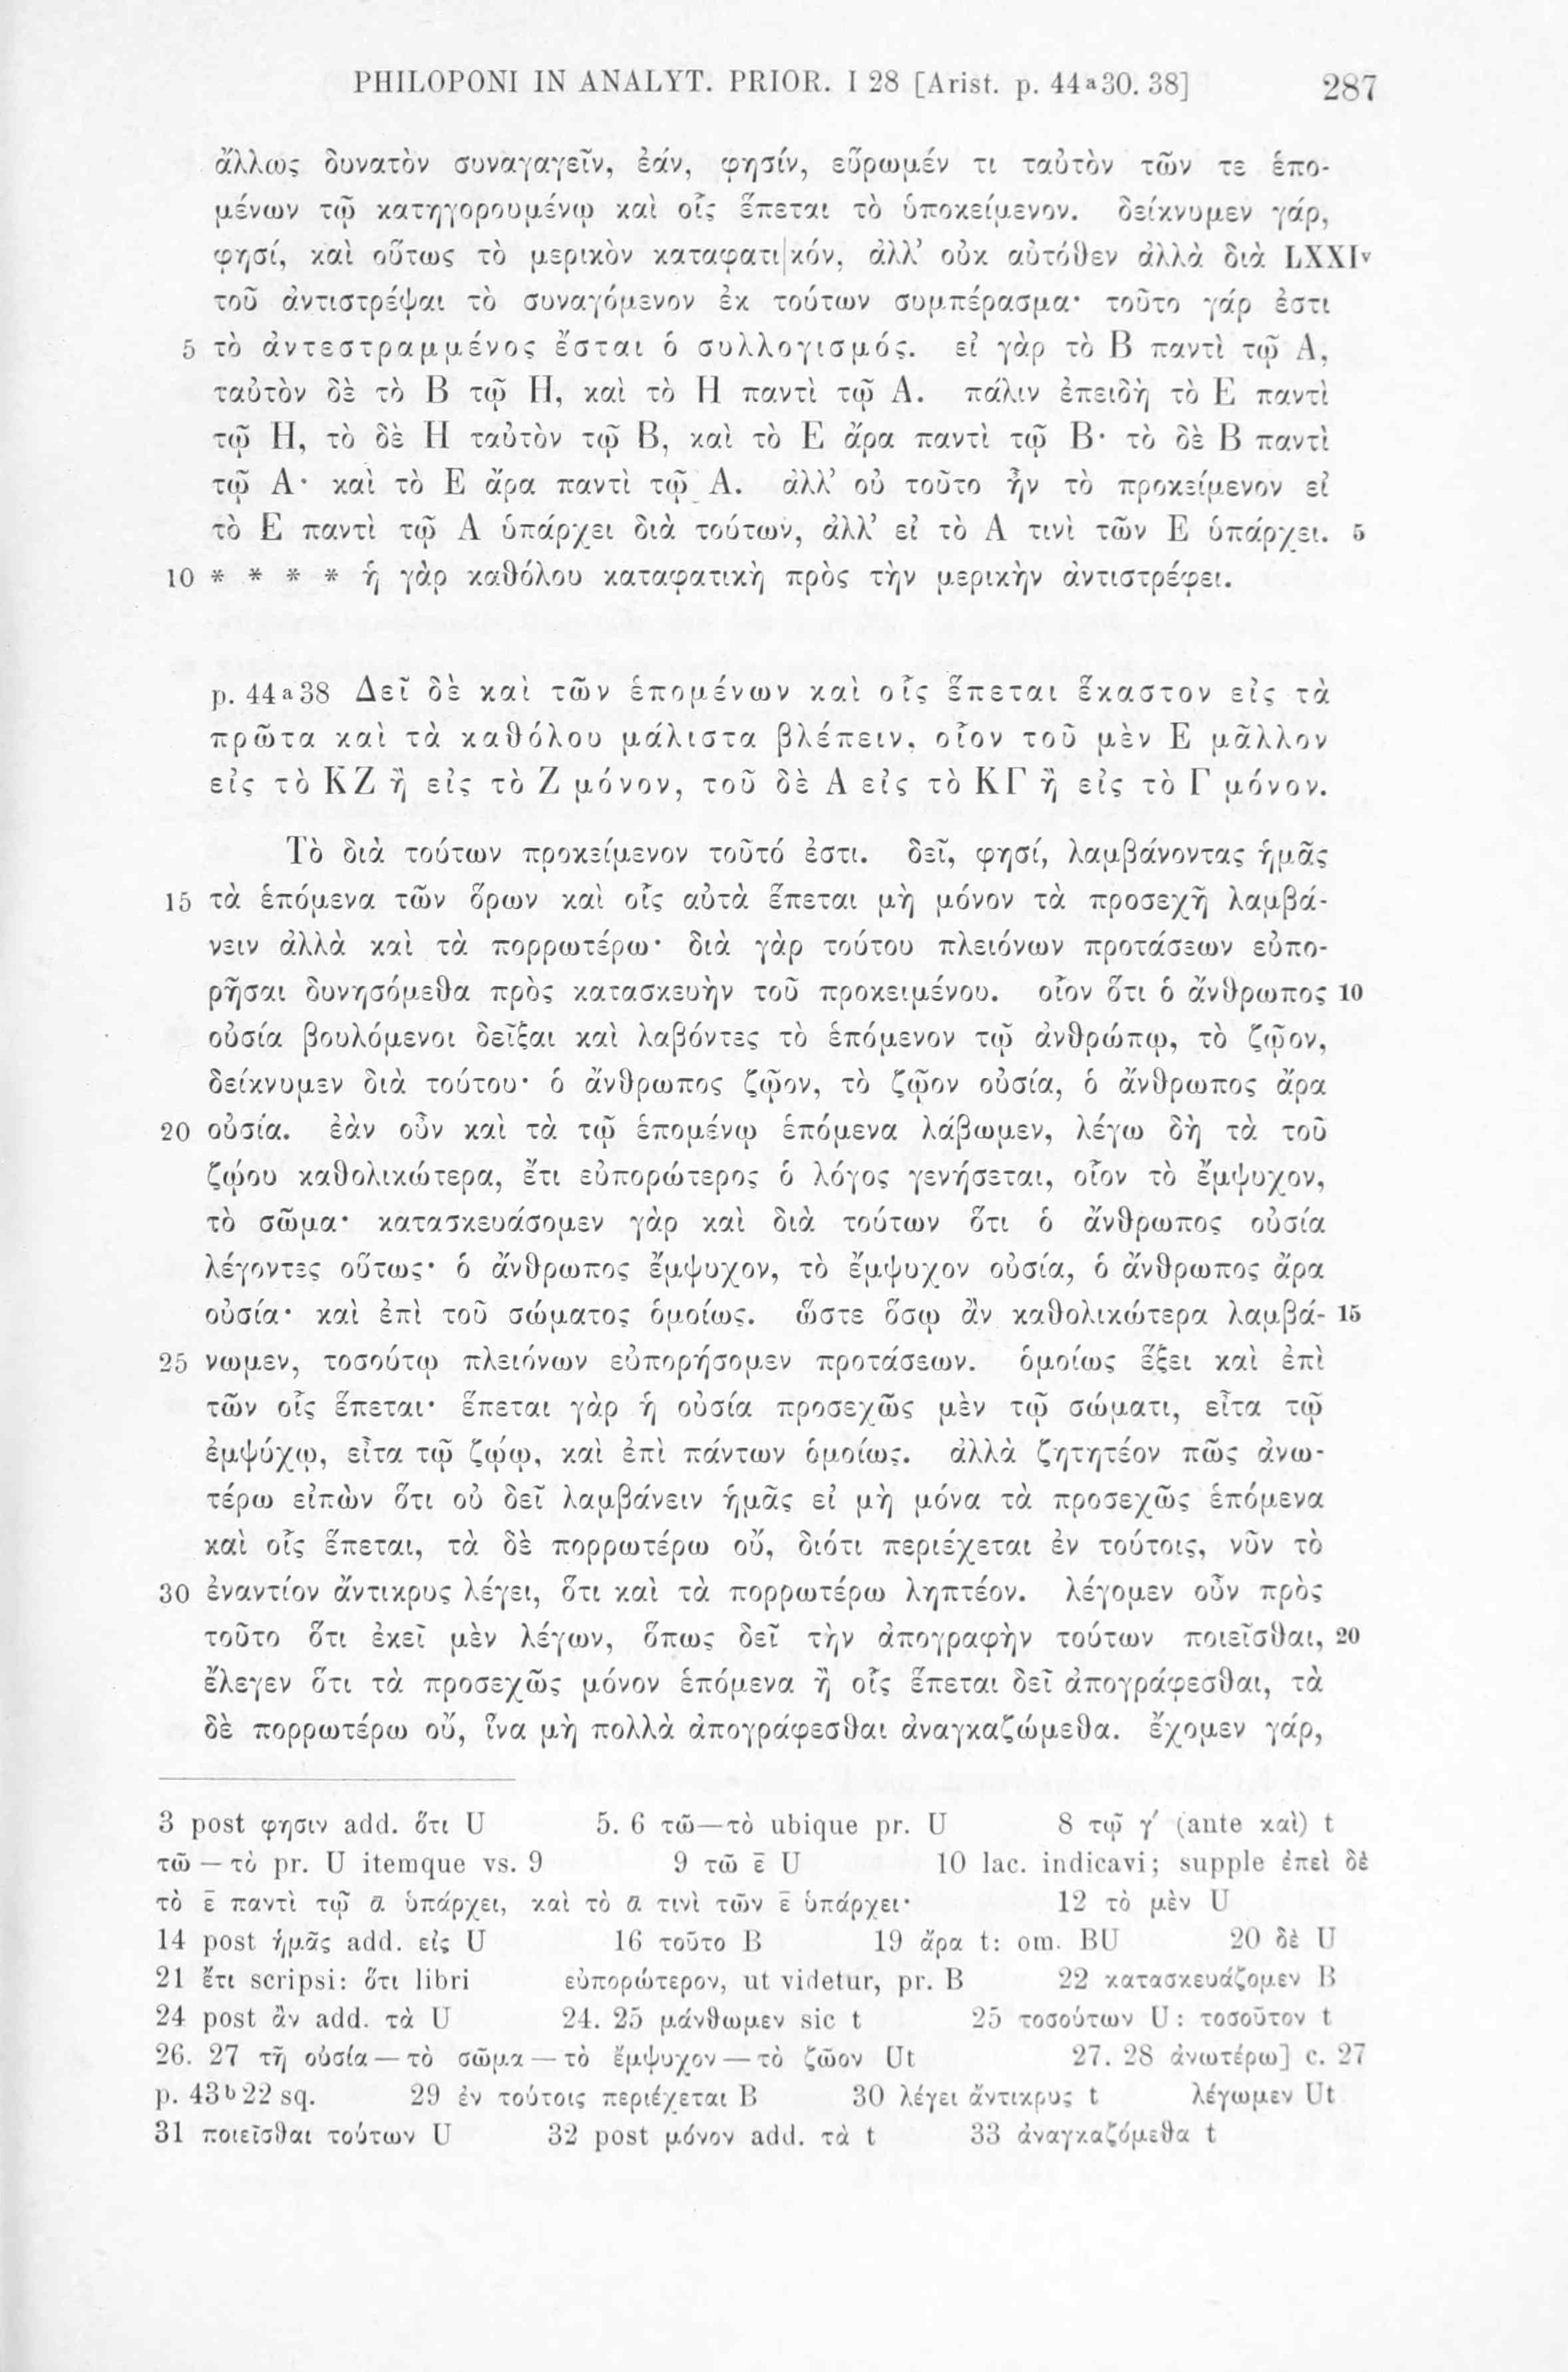 PHILOPONI IN ANALYT. PRIOR. I 28 [Arist. p. 44a30. 38] 287
ἄλλως δυνατὸν συναγαγεῖν, ἐάν, φησίν, εὕρωμέν τι ταὐτὸν τῶν τε ἑπο-
μένων τῷ κατηγορουμένῳ καὶ οἷς ἕπεται τὸ ὑποκείμενον. δείκνυμεν γάρ,
φησί, καὶ οὕτως τὸ μερικὸν καταφατι|κόν, ἀλλ’ οὐκ αὐτόθεν ἀλλὰ διὰ LXXIv
τοῦ ἀντιστρέψαι τὸ συναγόμενον ἐκ τούτων συμπέρασμα· τοῦτο γάρ ἐστι
5 τὸ ἀντεστραμμένος ἔσται ὁ συλλογισμός. εἰ γὰρ τὸ Β παντὶ τῷ Α,
ταὐτὸν δὲ τὸ Β τῷ Η, καὶ τὸ Η παντὶ τῷ Α. πάλιν ἐπειδὴ τὸ Ε παντὶ
τῷ Η, τὸ δὲ Η ταὐτὸν τῷ Β, καὶ τὸ Ε ἄρα παντὶ τῷ Β· τὸ δὲ Β παντὶ
τῷ Α· καὶ τὸ Ε ἄρα παντὶ τῷ Α. ἀλλ’ οὐ τοῦτο ἦν τὸ προκείμενον εἰ
τὸ Ε παντὶ τῷ Α ὑπάρχει διὰ τούτων, ἀλλ’ εἰ τὸ Α τινὶ τῶν Ε ὑπάρχει. 5
10 * * * * ἡ γὰρ καθόλου καταφατικὴ πρὸς τὴν μερικὴν ἀντιστρέφει.
p. 44a38 Δεῖ δὲ καὶ τῶν ἑπομένων καὶ οἷς ἕπεται ἕκαστον εἰς τὰ
πρῶτα καὶ τὰ καθόλου μάλιστα βλέπειν, οἷον τοῦ μὲν Ε μᾶλλον
εἰς τὸ ΚΖ ἢ εἰς τὸ Ζ μόνον, τοῦ δὲ Α εἰς τὸ ΚΓ ἢ εἰς τὸ Γ μόνον.
Τὸ διὰ τούτων προκείμενον τοῦτό ἐστι. δεῖ, φησί, λαμβάνοντας ἡμᾶς
15 τὰ ἑπόμενα τῶν ὅρων καὶ οἷς αὐτὰ ἕπεται μὴ μόνον τὰ προσεχῆ λαμβά-
νειν ἀλλὰ καὶ τὰ πορρωτέρω· διὰ γὰρ τούτου πλειόνων προτάσεων εὐπο-
ρῆσαι δυνησόμεθα πρὸς κατασκευὴν τοῦ προκειμένου. οἷον ὅτι ὁ ἄνθρωπος 10
οὐσία βουλόμενοι δεῖξαι καὶ λαβόντες τὸ ἑπόμενον τῷ ἀνθρώπῳ, τὸ ζῷον,
δείκνυμεν διὰ τούτου· ὁ ἄνθρωπος ζῷον, τὸ ζῷον οὐσία, ὁ ἄνθρωπος ἄρα
20 οὐσία. ἐὰν οὖν καὶ τὰ τῷ ἑπομένῳ ἑπόμενα λάβωμεν, λέγω δὴ τὰ τοῦ
ζῴου καθολικώτερα, ἔτι εὐπορώτερος ὁ λόγος γενήσεται, οἷον τὸ ἔμψυχον,
τὸ σῶμα· κατασκευάσομεν γὰρ καὶ διὰ τούτων ὅτι ὁ ἄνθρωπος οὐσία
λέγοντες οὕτως· ὁ ἄνθρωπος ἔμψυχον, τὸ ἔμψυχον οὐσία, ὁ ἄνθρωπος ἄρα
οὐσία· καὶ ἐπὶ τοῦ σώματος ὁμοίως. ὥστε ὅσῳ ἂν καθολικώτερα λαμβά- 15
25 νωμεν, τοσούτῳ πλειόνων εὐπορήσομεν προτάσεων. ὁμοίως ἕξει καὶ ἐπὶ
τῶν οἷς ἕπεται· ἕπεται γὰρ ἡ οὐσία προσεχῶς μὲν τῷ σώματι, εἶτα τῷ
ἐμψύχῳ, εἶτα τῷ ζῴῳ, καὶ ἐπὶ πάντων ὁμοίως. ἀλλὰ ζητητέον πῶς ἀνω-
τέρω εἰπὼν ὅτι οὐ δεῖ λαμβάνειν ἡμᾶς εἰ μὴ μόνα τὰ προσεχῶς ἑπόμενα
καὶ οἷς ἕπεται, τὰ δὲ πορρωτέρω οὔ, διότι περιέχεται ἐν τούτοις, νῦν τὸ
30 ἐναντίον ἄντικρυς λέγει, ὅτι καὶ τὰ πορρωτέρω ληπτέον. λέγομεν οὖν πρὸς
τοῦτο ὅτι ἐκεῖ μὲν λέγων, ὅπως δεῖ τὴν ἀπογραφὴν τούτων ποιεῖσθαι, 20
ἔλεγεν ὅτι τὰ προσεχῶς μόνον ἑπόμενα ἢ οἷς ἕπεται δεῖ ἀπογράφεσθαι, τὰ
δὲ πορρωτέρω οὔ, ἵνα μὴ πολλὰ ἀπογράφεσθαι ἀναγκαζώμεθα. ἔχομεν γάρ,
3 post φησιν add. ὅτι U 5. 6 τῶ—τὸ ubique pr. U 8 τῷ γ′ (ante καὶ) t
τῶ — τὸ pr. U itemque vs. 9 9 τῶ ε̄ U 10 lac. indicavi; supple ἐπεὶ δὲ
τὸ ε̄ παντὶ τῷ ᾱ ὑπάρχει, καὶ τὸ ᾱ τινὶ τῶν ε̄ ὑπάρχει· 12 τὸ μὲν U
14 post ἡμᾶς add. εἰς U 16 τοῦτο B 19 ἄρα t: om. BU 20 δὲ U
21 ἔτι scripsi: ὅτι libri εὐπορώτερον, ut videtur, pr. B 22 κατασκευάζομεν B
24 post ἂν add. τὰ U 24. 25 μάνθωμεν sic t 25 τοσούτων U: τοσοῦτον t
26. 27 τῇ οὐσία — τὸ σῶμα — τὸ ἔμψυχον — τὸ ζῶον Ut 27. 28 ἀνωτέρω] c. 27
p. 43b22 sq. 29 ἐν τούτοις περιέχεται B 30 λέγει ἄντικρυς t λέγωμεν Ut
31 ποιεῖσθαι τούτων U 32 post μόνον add. τὰ t 33 ἀναγκαζόμεθα t